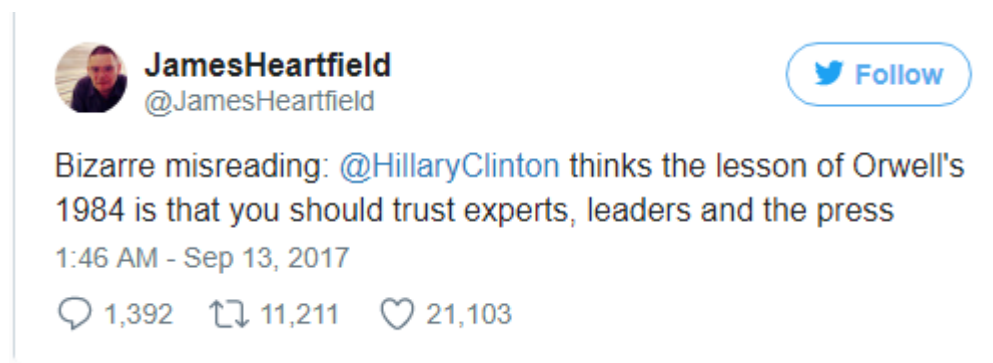 JamesHeartfield
@JamesHeartfield
Follow
Bizarre misreading: @HillaryClinton thinks the lesson of Orwell's
1984 is that you should trust experts, leaders and the press
1:46 AM - Sep 13, 2017
1,392 11,211 21,103